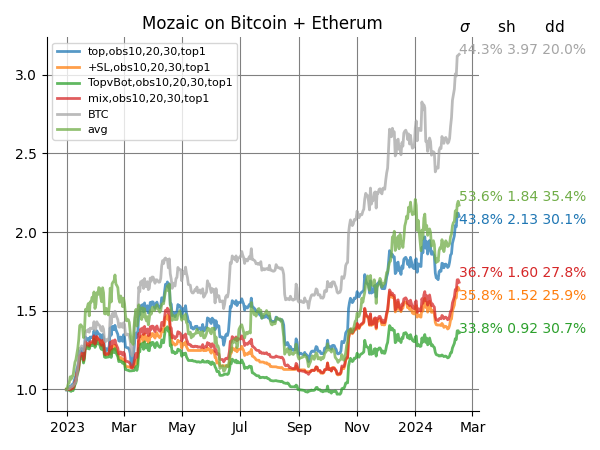 Mozaic on Bitcoin + Etherum
σ sh dd
top,obs10,20,30,top1
+SL,obs10,20,30,top1
TopvBot,obs10,20,30,top1
mix,obs10,20,30,top1
BTC
avg
44.3% 3.97 20.0%
53.6% 1.84 35.4%
43.8% 2.13 30.1%
36.7% 1.60 27.8%
35.8% 1.52 25.9%
33.8% 0.92 30.7%
3.0
2.5
2.0
1.5
1.0
2023 Mar May Jul Sep Nov 2024 Mar